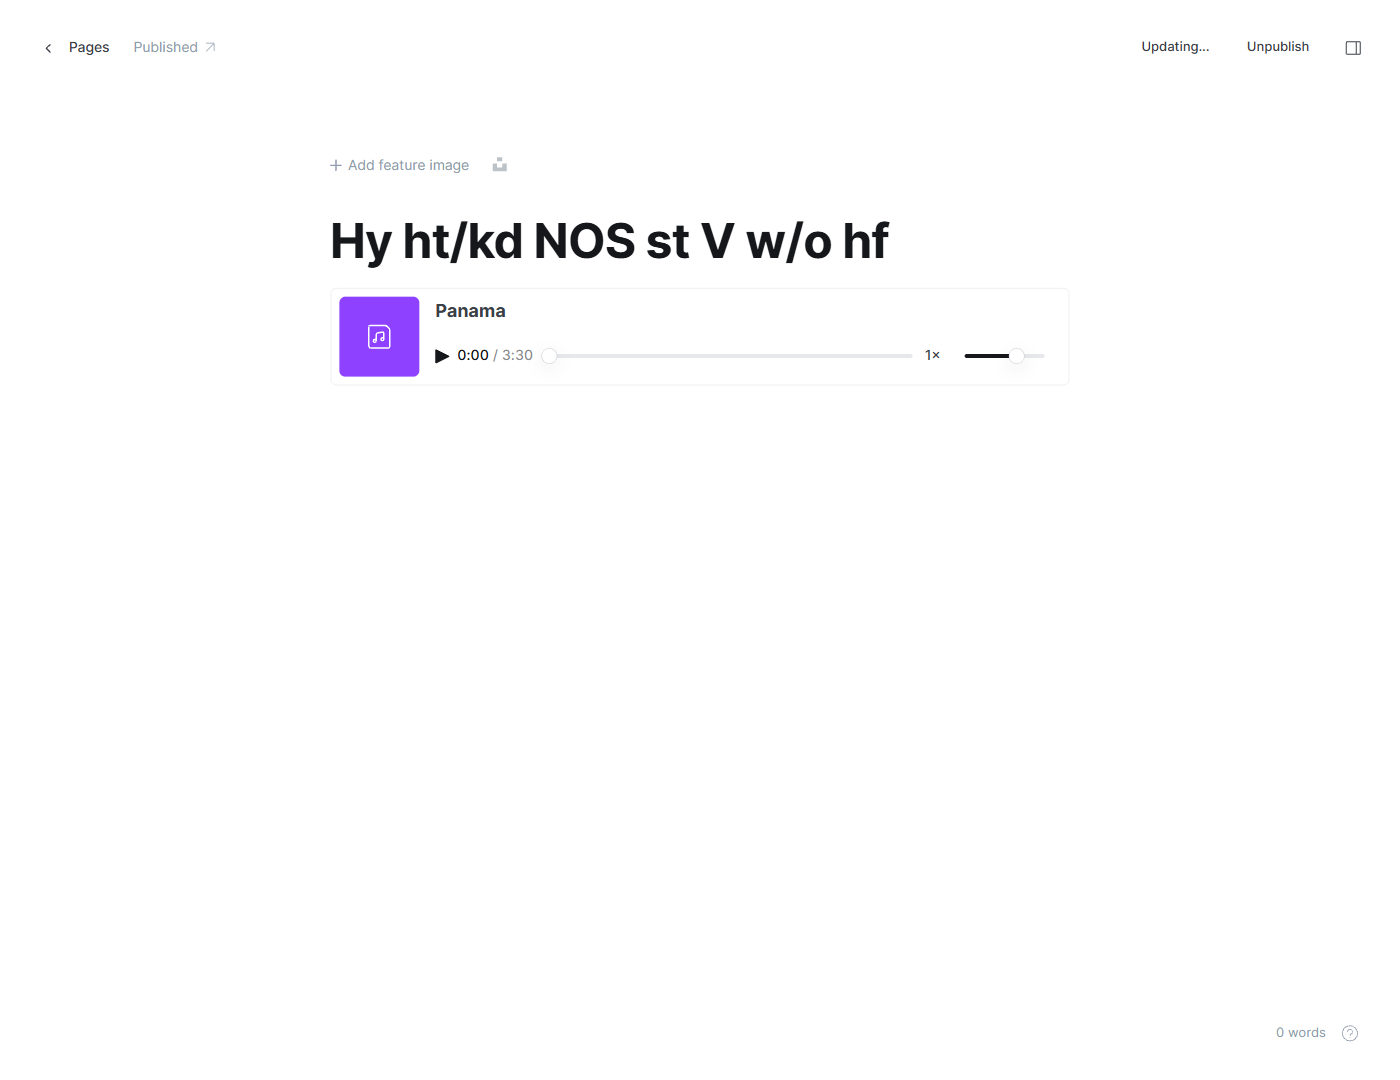 Pages Published Updating... Unpublish
Add feature image
Hy ht/kd NOS st V w/o hf
Panama
0:00 / 3:30 1×
0 words